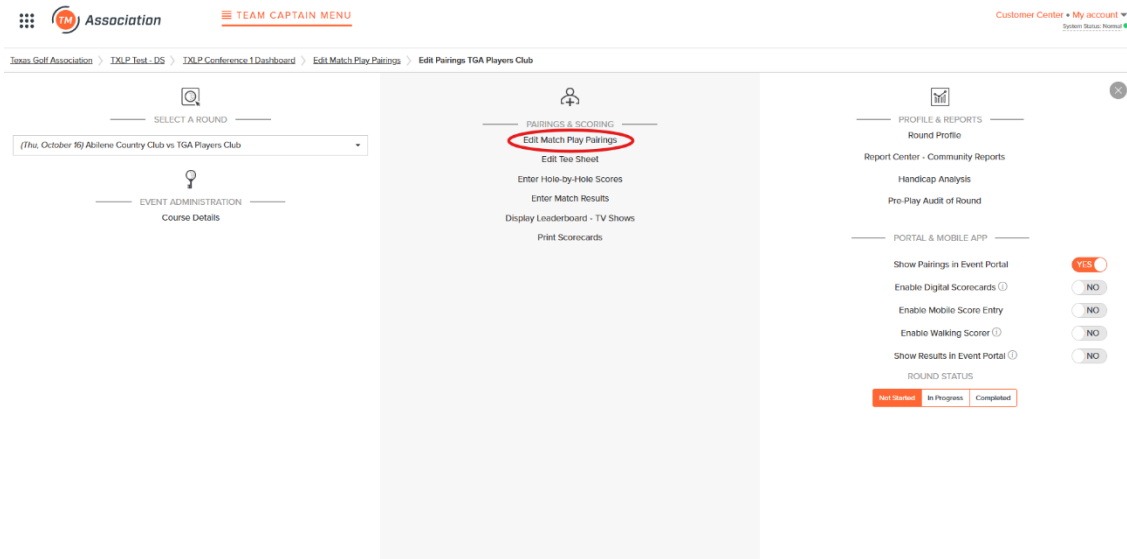 TM Association
TEAM CAPTAIN MENU
Customer Center • My account
System Status: Normal
Texas Golf Association > TXLP Test - DS > TXLP Conference 1 Dashboard > Edit Match Play Pairings > Edit Pairings TGA Players Club
SELECT A ROUND
(Thu, October 16) Abilene Country Club vs TGA Players Club
EVENT ADMINISTRATION
Course Details
PAIRINGS & SCORING
Edit Match Play Pairings
Edit Tee Sheet
Enter Hole-by-Hole Scores
Enter Match Results
Display Leaderboard - TV Shows
Print Scorecards
PROFILE & REPORTS
Round Profile
Report Center - Community Reports
Handicap Analysis
Pre-Play Audit of Round
PORTAL & MOBILE APP
Show Pairings in Event Portal YES
Enable Digital Scorecards NO
Enable Mobile Score Entry NO
Enable Walking Scorer NO
Show Results in Event Portal NO
ROUND STATUS
Not Started In Progress Completed